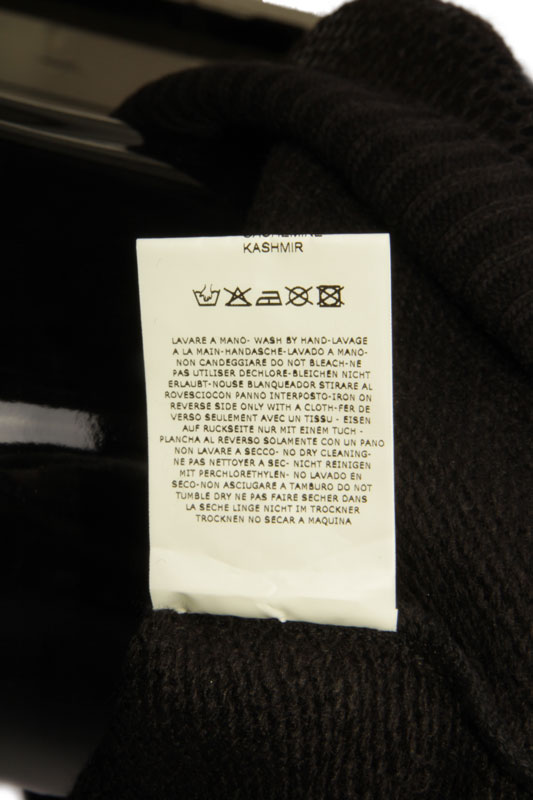 KASHMIR
LAVARE A MANO- WASH BY HAND-LAVAGE
A LA MAIN-HANDASCHE-LAVADO A MANO-
NON CANDEGGIARE DO NOT BLEACH-NE
PAS UTILISER DECHLORE-BLEICHEN NICHT
ERLAUBT-NOUSE BLANQUEADOR STIRARE AL
ROVESCIOCON PANNO INTERPOSTO-IRON ON
REVERSE SIDE ONLY WITH A CLOTH-FER DE
VERSO SEULEMENT AVEC UN TISSU - EISEN
AUF RUCKSEITE NUR MIT EINEM TUCH -
PLANCHA AL REVERSO SOLAMENTE CON UN PANO
NON LAVARE A SECCO- NO DRY CLEANING-
NE PAS NETTOYER A SEC- NICHT REINIGEN
MIT PERCHLORETHYLEN- NO LAVADO EN
SECO-NON ASCIUGARE A TAMBURO DO NOT
TUMBLE DRY NE PAS FAIRE SECHER DANS
LA SECHE LINGE NICHT IM TROCKNER
TROCKNEN NO SECAR A MAQUINA